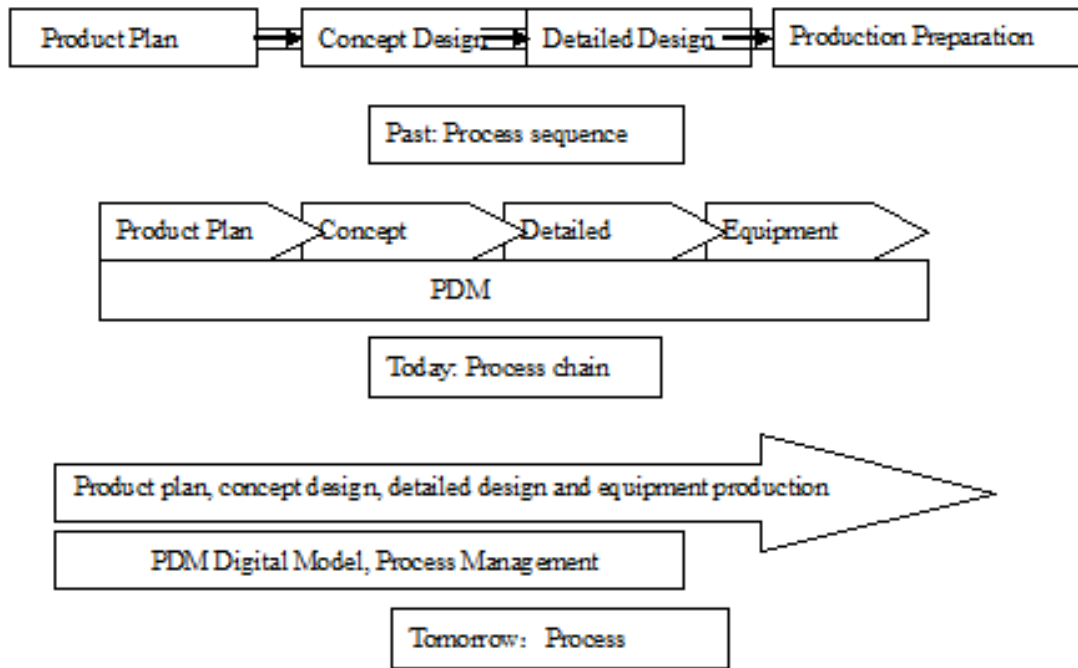 Product Plan Concept Design Detailed Design Production Preparation
Past: Process sequence
Product Plan Concept Detailed Equipment
PDM
Today: Process chain
Product plan, concept design, detailed design and equipment production
PDM Digital Model, Process Management
Tomorrow: Process